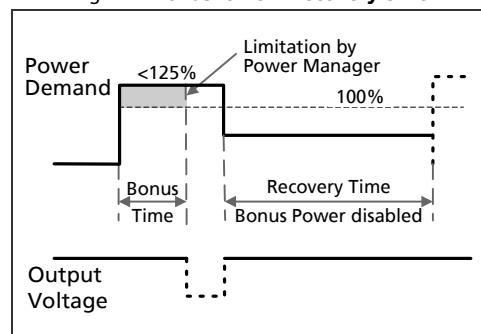 Limitation by
Power Manager
Power
Demand
<125%
100%
Bonus
Time
Recovery Time
Bonus Power disabled
Output
Voltage